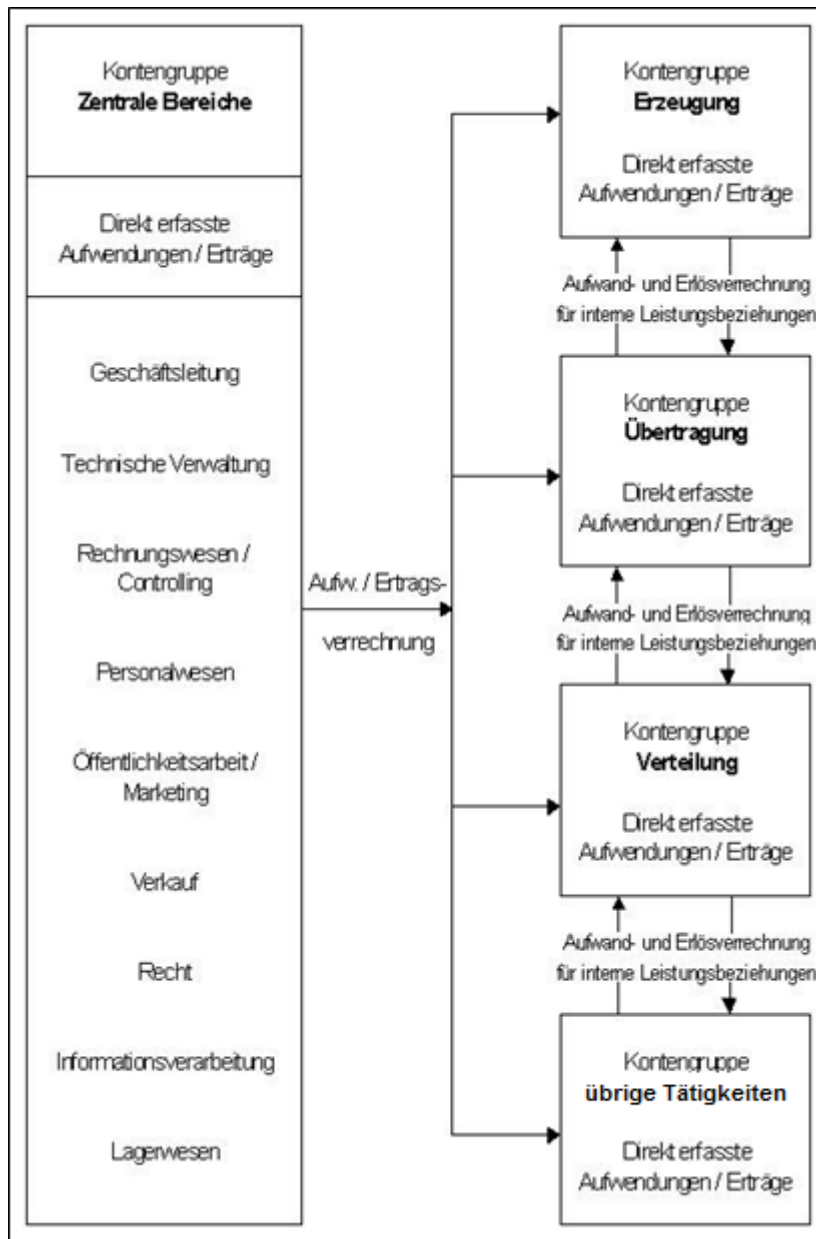 Kontengruppe
Zentrale Bereiche
Direkt erfasste
Aufwendungen / Erträge
Geschäftsleitung
Technische Verwaltung
Rechnungswesen /
Controlling
Personalwesen
Öffentlichkeitsarbeit /
Marketing
Verkauf
Recht
Informationsverarbeitung
Lagerwesen
Aufw. / Ertrags-
verrechnung
Kontengruppe
Erzeugung
Direkt erfasste
Aufwendungen / Erträge
Aufwand- und Erlösverrechnung
für interne Leistungsbeziehungen
Kontengruppe
Übertragung
Direkt erfasste
Aufwendungen / Erträge
Aufwand- und Erlösverrechnung
für interne Leistungsbeziehungen
Kontengruppe
Verteilung
Direkt erfasste
Aufwendungen / Erträge
Aufwand- und Erlösverrechnung
für interne Leistungsbeziehungen
Kontengruppe
übrige Tätigkeiten
Direkt erfasste
Aufwendungen / Erträge